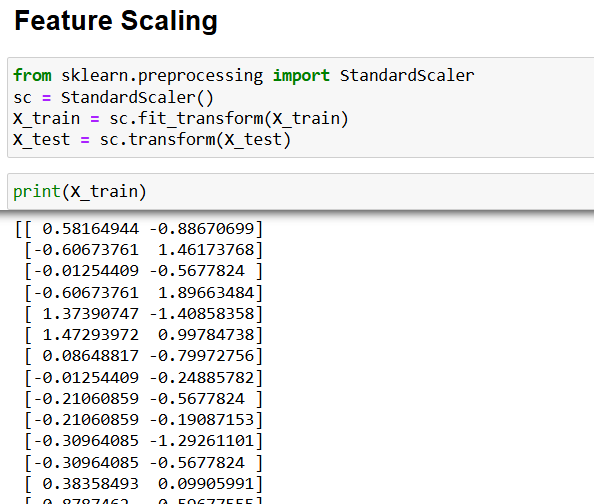 Feature Scaling
from sklearn.preprocessing import StandardScaler
sc = StandardScaler()
X_train = sc.fit_transform(X_train)
X_test = sc.transform(X_test)
print(X_train)
[[ 0.58164944 -0.88670699]
[-0.60673761  1.46173768]
[-0.01254409 -0.5677824 ]
[-0.60673761  1.89663484]
[ 1.37390747 -1.40858358]
[ 1.47293972  0.99784738]
[ 0.08648817 -0.79972756]
[-0.01254409 -0.24885782]
[-0.21060859 -0.5677824 ]
[-0.21060859 -0.19087153]
[-0.30964085 -1.29261101]
[-0.30964085 -0.5677824 ]
[ 0.38358493  0.09905991]